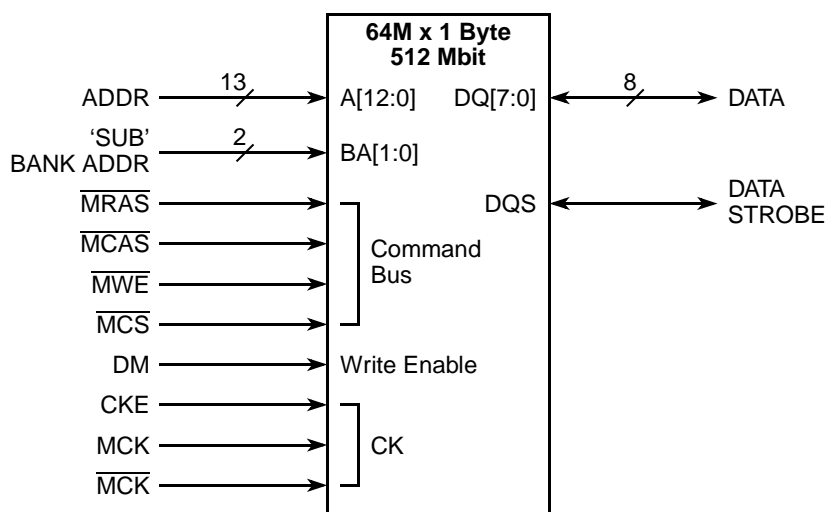 64M x 1 Byte
512 Mbit
ADDR 13 A[12:0] DQ[7:0] 8 DATA
'SUB'
BANK ADDR 2 BA[1:0]
MRAS DQS DATA
STROBE
MCAS Command
Bus
MWE
MCS
DM Write Enable
CKE
MCK CK
MCK